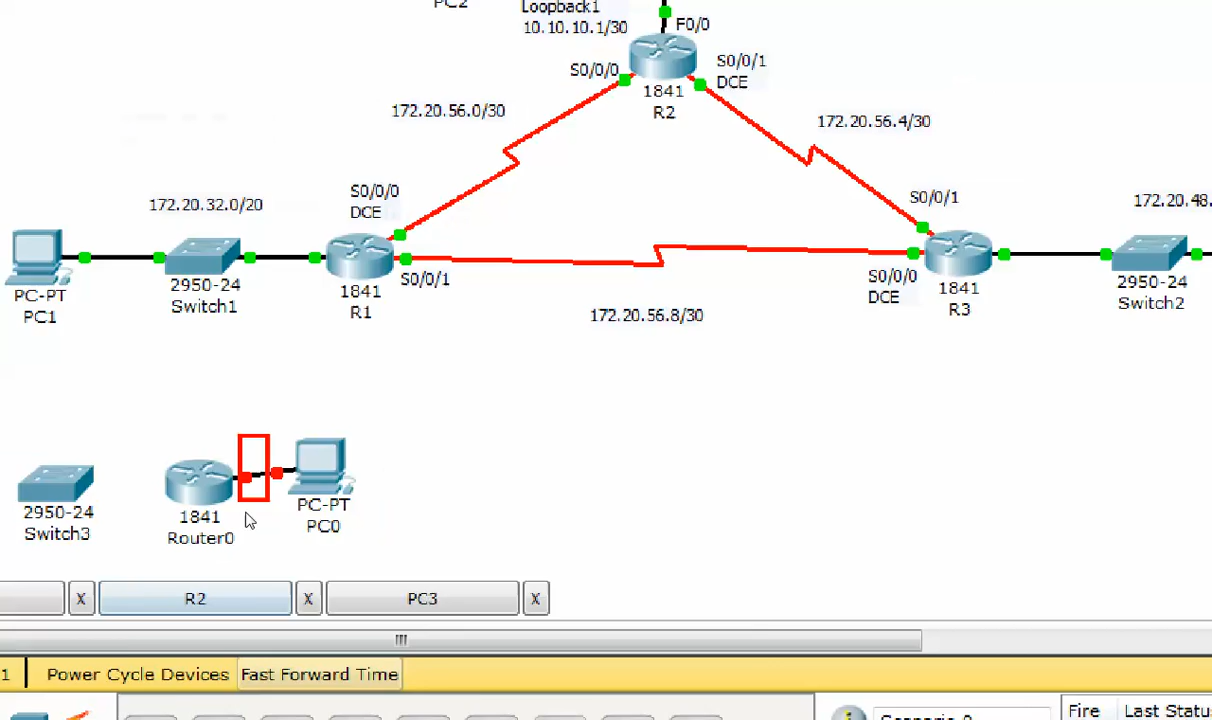 PC2
Loopback1
10.10.10.1/30
F0/0
S0/0/0
S0/0/1
DCE
1841
R2
172.20.56.0/30
172.20.56.4/30
S0/0/0
DCE
172.20.32.0/20
S0/0/1
172.20.48.
PC-PT
PC1
2950-24
Switch1
1841
R1
S0/0/1
172.20.56.8/30
S0/0/0
DCE
1841
R3
2950-24
Switch2
2950-24
Switch3
1841
Router0
PC-PT
PC0
X
R2
X
PC3
X
1
Power Cycle Devices
Fast Forward Time
Scenario 0
Fire
Last Status